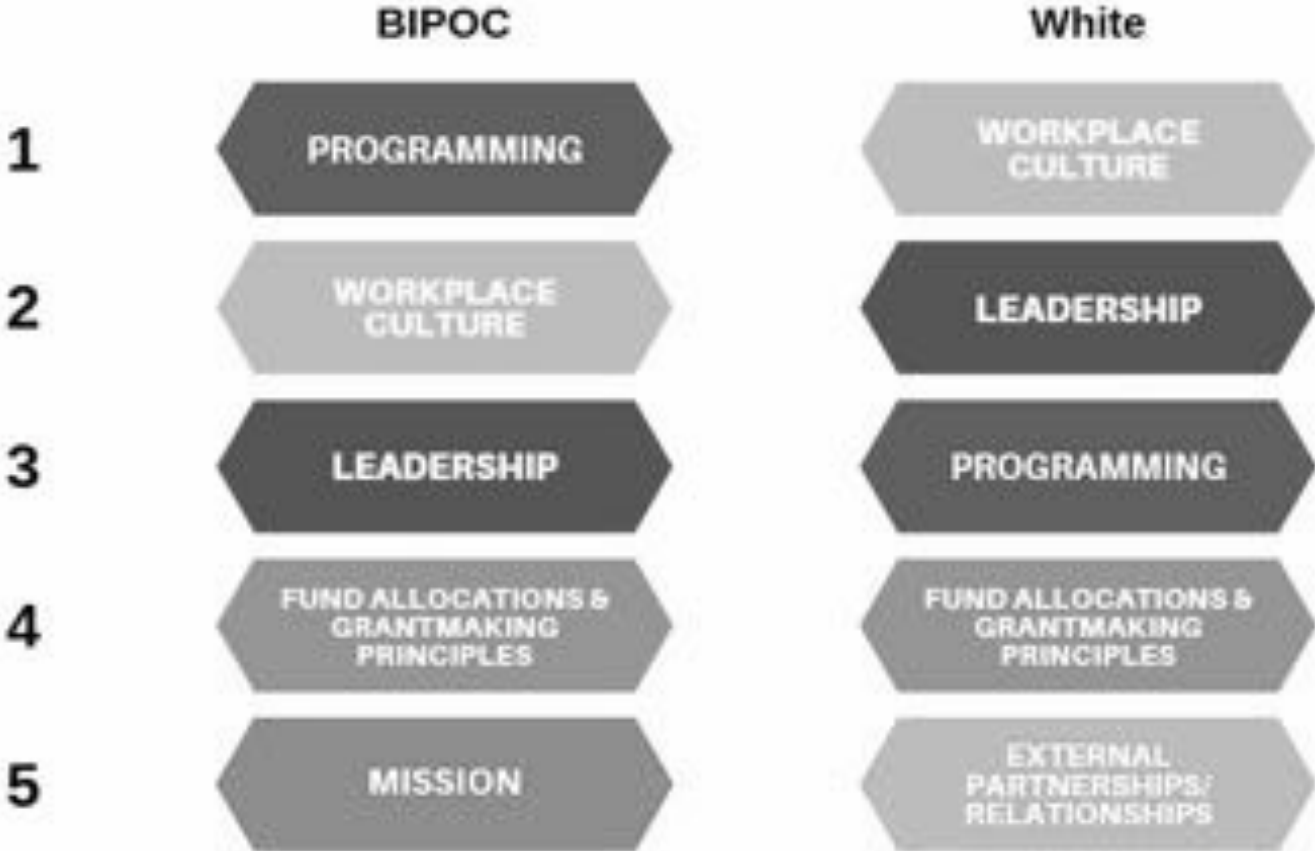 BIPOC White
1 PROGRAMMING WORKPLACE
CULTURE
2 WORKPLACE
CULTURE LEADERSHIP
3 LEADERSHIP PROGRAMMING
4 FUND ALLOCATIONS &
GRANTMAKING
PRINCIPLES FUND ALLOCATIONS &
GRANTMAKING
PRINCIPLES
5 MISSION EXTERNAL
PARTNERSHIPS/
RELATIONSHIPS